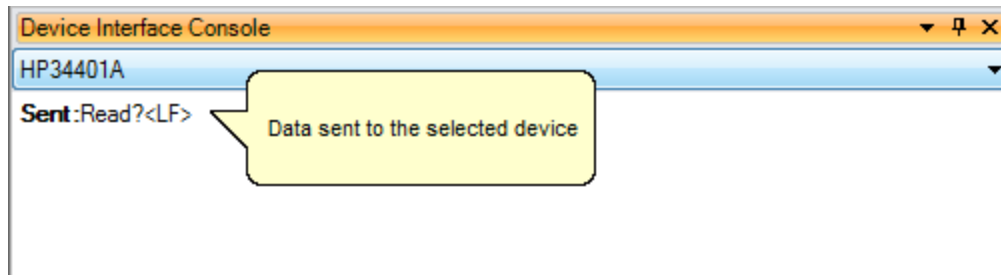 Device Interface Console
HP34401A
Sent:Read?<LF>
Data sent to the selected device